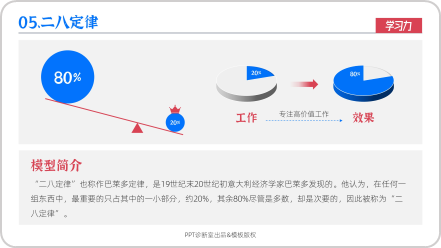 05.二八定律
学习力
80%
20%
20%
80%
工作
专注高价值工作
效果
模型简介
“二八定律”也称作巴莱多定律，是19世纪末20世纪初意大利经济学家巴莱多发现的。他认为，在任何一
组东西中，最重要的只占其中的一小部分，约20%，其余80%尽管是多数，却是次要的，因此被称为“二
八定律”。
PPT诊断室出品&模板版权